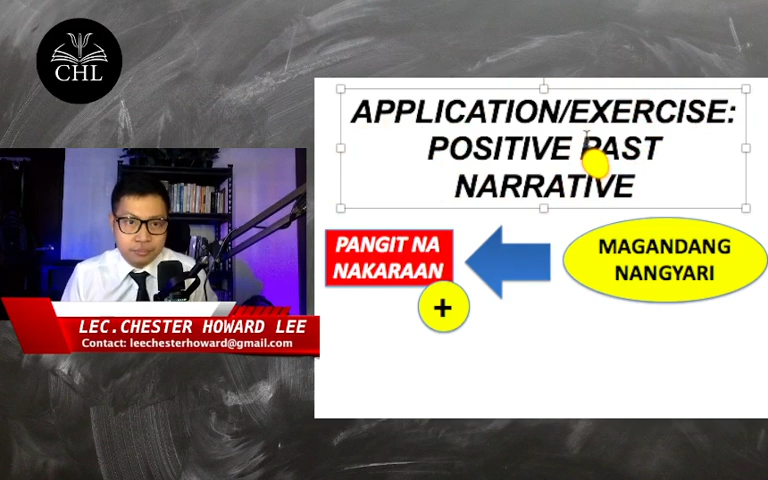 CHL
APPLICATION/EXERCISE:
POSITIVE PAST
NARRATIVE
PANGIT NA
NAKARAAN
MAGANDANG
NANGYARI
+
LEC.CHESTER HOWARD LEE
Contact: leechesterhoward@gmail.com